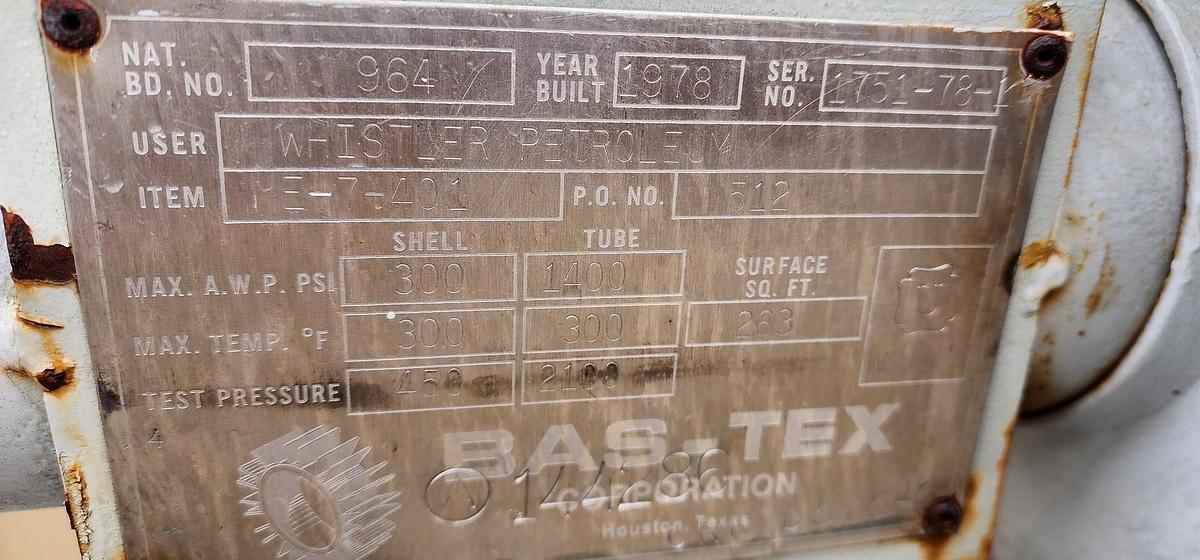 NAT. BD. NO. 964 YEAR BUILT 1978 SER. NO. 1751-78-1
USER WHISTLER PETROLEUM
ITEM HE-7-401 P.O. NO. 512
SHELL TUBE
MAX. A.W.P. PSI 300 1400
SURFACE SQ. FT. 283
MAX. TEMP. °F 300 300
TEST PRESSURE 450 2100
U
BAS-TEX
CORPORATION
Houston, Texas